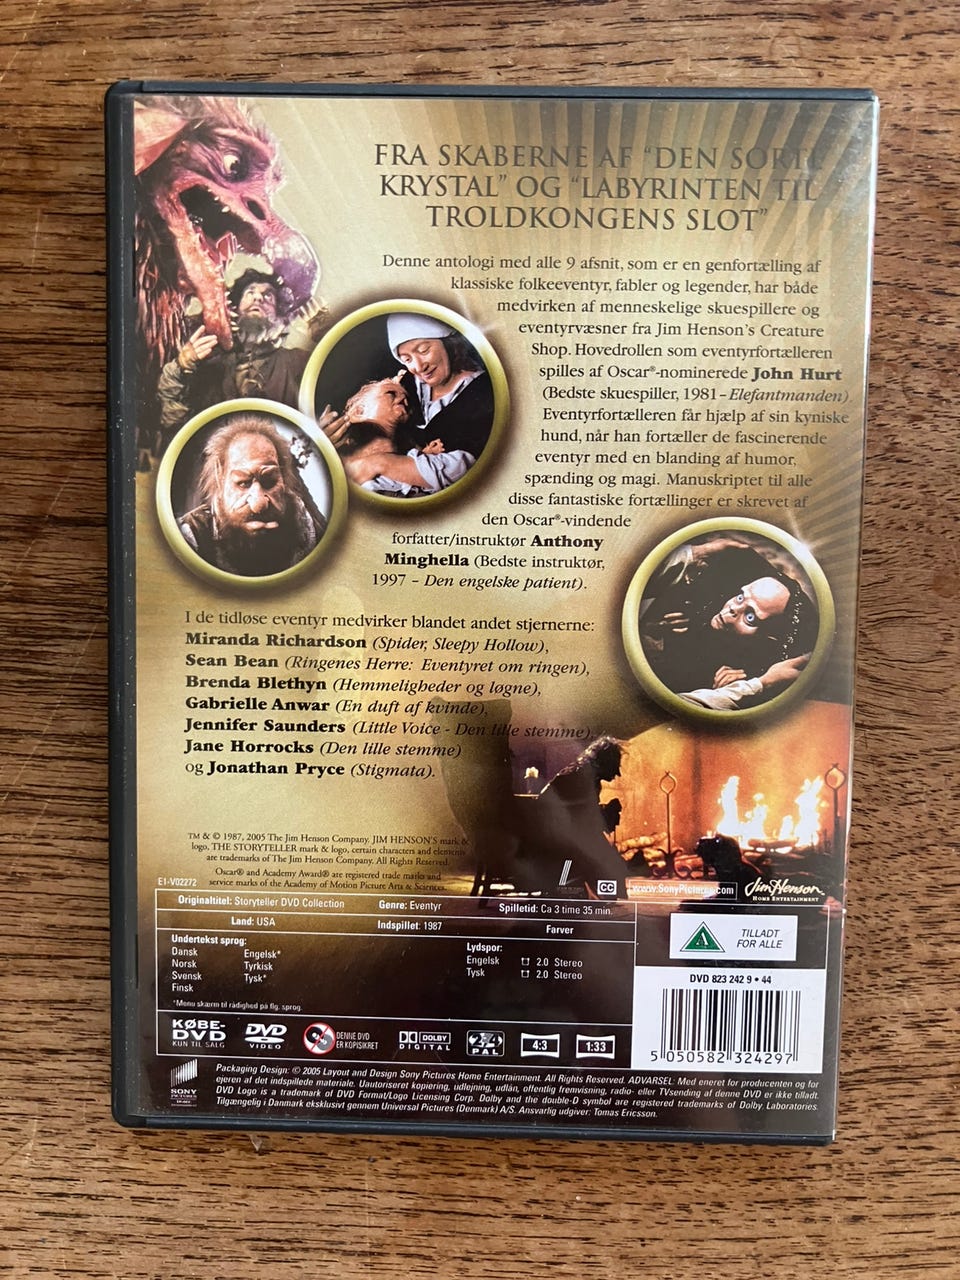 FRA SKABERNE AF “DEN SORTE
KRYSTAL” OG “LABYRINTEN TIL
TROLDKONGENS SLOT”
Denne antologi med alle 9 afsnit, som er en genfortælling af
klassiske folkeeventyr, fabler og legender, har både
medvirken af menneskelige skuespillere og
eventyrvæsner fra Jim Henson’s Creature
Shop. Hovedrollen som eventyrfortælleren
spilles af Oscar®-nominerede John Hurt
(Bedste skuespiller, 1981 – Elefantmanden).
Eventyrfortælleren får hjælp af sin kyniske
hund, når han fortæller de fascinerende
eventyr med en blanding af humor,
spænding og magi. Manuskriptet til alle
disse fantastiske fortællinger er skrevet af
den Oscar®-vindende
forfatter/instruktør Anthony
Minghella (Bedste instruktør,
1997 – Den engelske patient).
I de tidløse eventyr medvirker blandet andet stjernerne:
Miranda Richardson (Spider, Sleepy Hollow),
Sean Bean (Ringenes Herre: Eventyret om ringen),
Brenda Blethyn (Hemmeligheder og løgne),
Gabrielle Anwar (En duft af kvinde),
Jennifer Saunders (Little Voice - Den lille stemme),
Jane Horrocks (Den lille stemme)
og Jonathan Pryce (Stigmata).
TM & © 1987, 2005 The Jim Henson Company. JIM HENSON'S mark &
logo, THE STORYTELLER mark & logo, certain characters and elements
are trademarks of The Jim Henson Company. All Rights Reserved.
Oscar® and Academy Award® are registered trade marks and
service marks of the Academy of Motion Picture Arts & Sciences.
E1-V02272
CC
www.SonyPictures.com
Jim Henson
HOME ENTERTAINMENT
Originaltitel: Storyteller DVD Collection Genre: Eventyr Spilletid: Ca 3 time 35 min.
Land: USA Indspillet: 1987 Farver
Undertekst sprog:
Dansk Engelsk*
Norsk Tyrkisk
Svensk Tysk*
Finsk
*Menu skærm til rådighed på flg. sprog.
Lydspor:
Engelsk 2.0 Stereo
Tysk 2.0 Stereo
A
TILLADT
FOR ALLE
DVD 823 242 9 • 44
5 050582 324297
KØBE-
DVD
KUN TIL SALG
DVD
VIDEO
DENNE DVD
ER KOPISIKRET
DOLBY
DIGITAL
2 4
PAL
4:3
1:33
SONY
PICTURES
Packaging Design: © 2005 Layout and Design Sony Pictures Home Entertainment. All Rights Reserved. ADVARSEL: Med eneret for producenten og for
ejeren af det indspillede materiale. Uautoriseret kopiering, udlejning, udlån, offentlig fremvisning, radio- eller TVsending af denne DVD er ikke tilladt.
DVD Logo is a trademark of DVD Format/Logo Licensing Corp. Dolby and the double-D symbol are registered trademarks of Dolby Laboratories.
Tilgængelig i Danmark eksklusivt gennem Universal Pictures (Denmark) A/S. Ansvarlig udgiver: Tomas Ericsson.